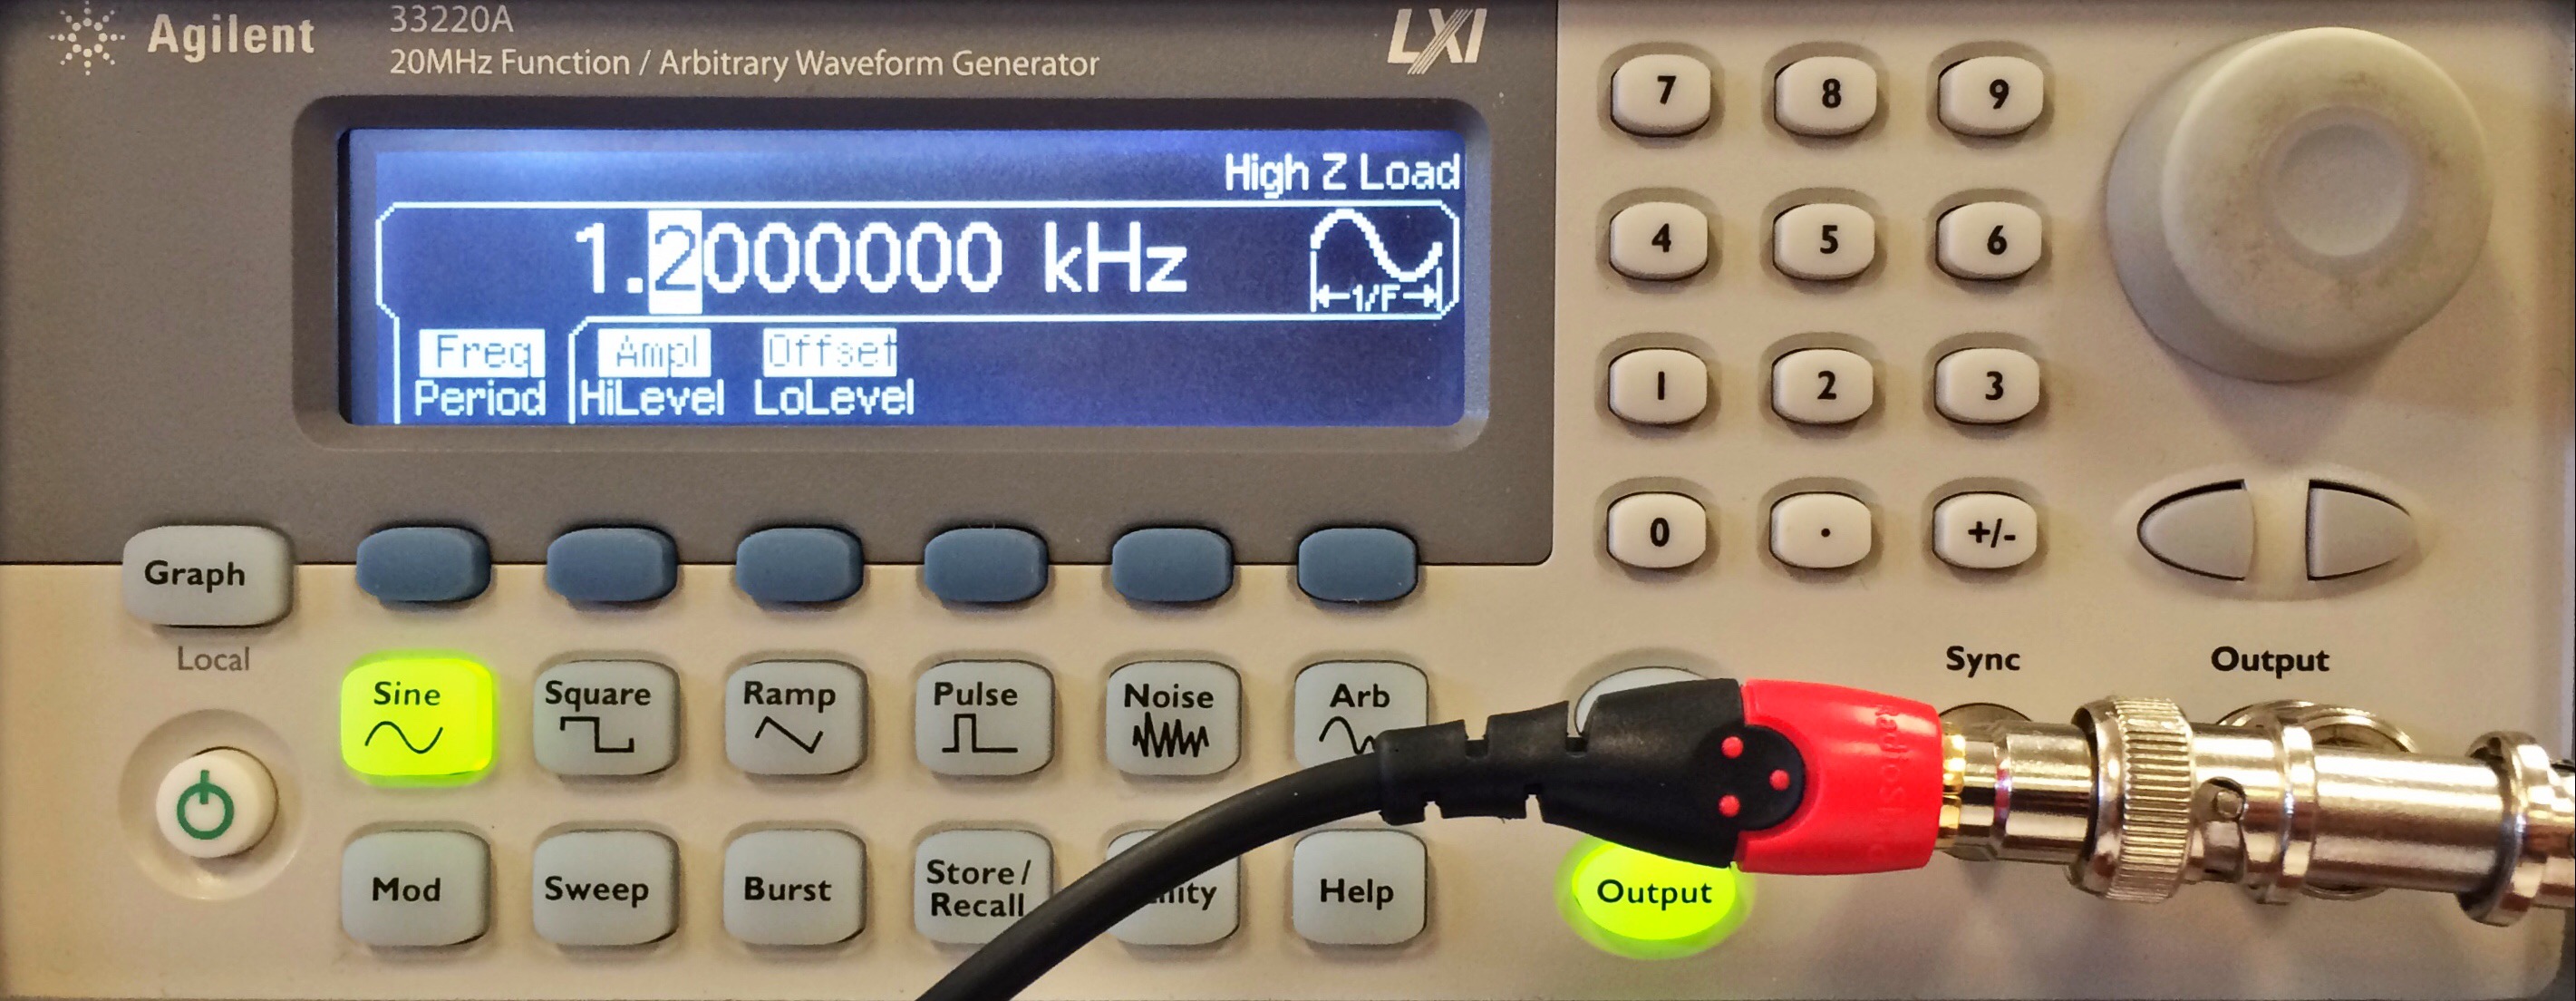 Agilent
33220A
20MHz Function / Arbitrary Waveform Generator
LXI
High Z Load
1.2000000 kHz
1/F
Freq Ampl Offset
Period HiLevel LoLevel
7 8 9
4 5 6
1 2 3
0 . +/-
Graph
Local
Sine Square Ramp Pulse Noise Arb
Mod Sweep Burst Store/ Recall Help
Sync Output
Output